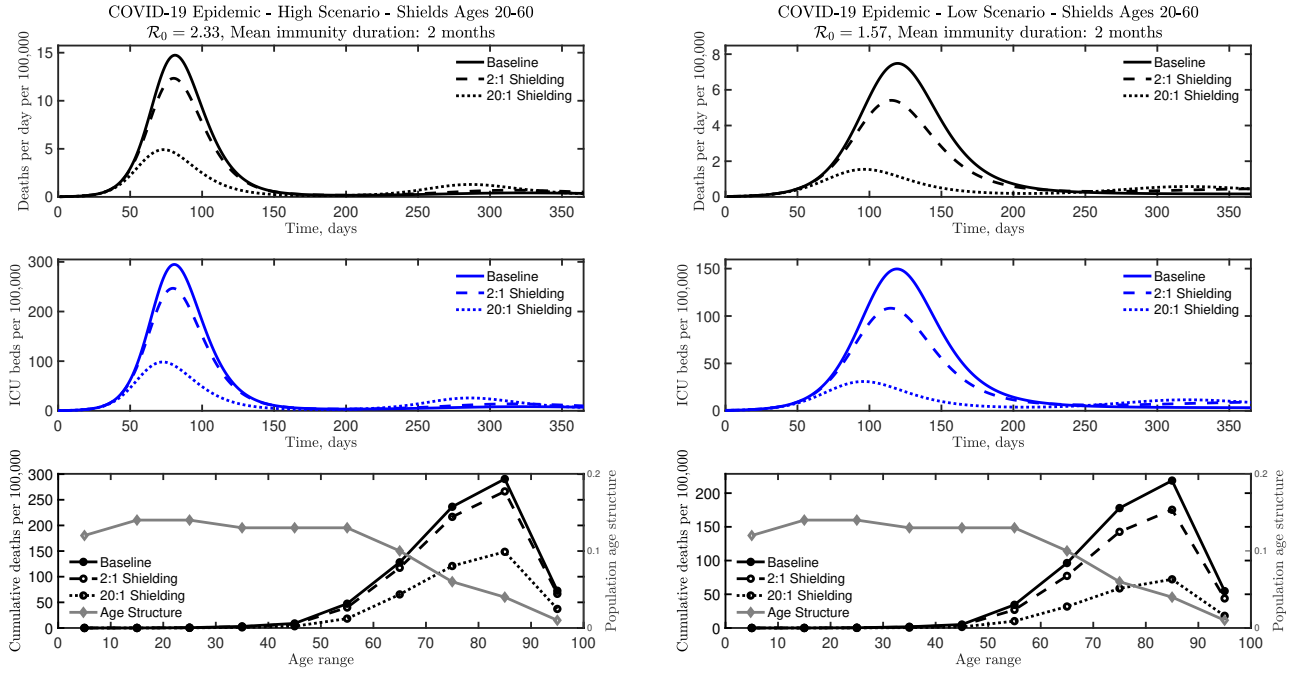 COVID-19 Epidemic - High Scenario - Shields Ages 20-60
R₀ = 2.33, Mean immunity duration: 2 months
Deaths per day per 100,000
15
10
5
0
Baseline
2:1 Shielding
20:1 Shielding
0 50 100 150 200 250 300 350
Time, days
ICU beds per 100,000
300
200
100
0
Baseline
2:1 Shielding
20:1 Shielding
0 50 100 150 200 250 300 350
Time, days
Cumulative deaths per 100,000
300
250
200
150
100
50
0
Baseline
2:1 Shielding
20:1 Shielding
Age Structure
0.2
0.1
0
Population age structure
0 10 20 30 40 50 60 70 80 90 100
Age range
COVID-19 Epidemic - Low Scenario - Shields Ages 20-60
R₀ = 1.57, Mean immunity duration: 2 months
Deaths per day per 100,000
8
6
4
2
0
Baseline
2:1 Shielding
20:1 Shielding
0 50 100 150 200 250 300 350
Time, days
ICU beds per 100,000
150
100
50
0
Baseline
2:1 Shielding
20:1 Shielding
0 50 100 150 200 250 300 350
Time, days
Cumulative deaths per 100,000
200
150
100
50
0
Baseline
2:1 Shielding
20:1 Shielding
Age Structure
0.2
0.1
0
Population age structure
0 10 20 30 40 50 60 70 80 90 100
Age range